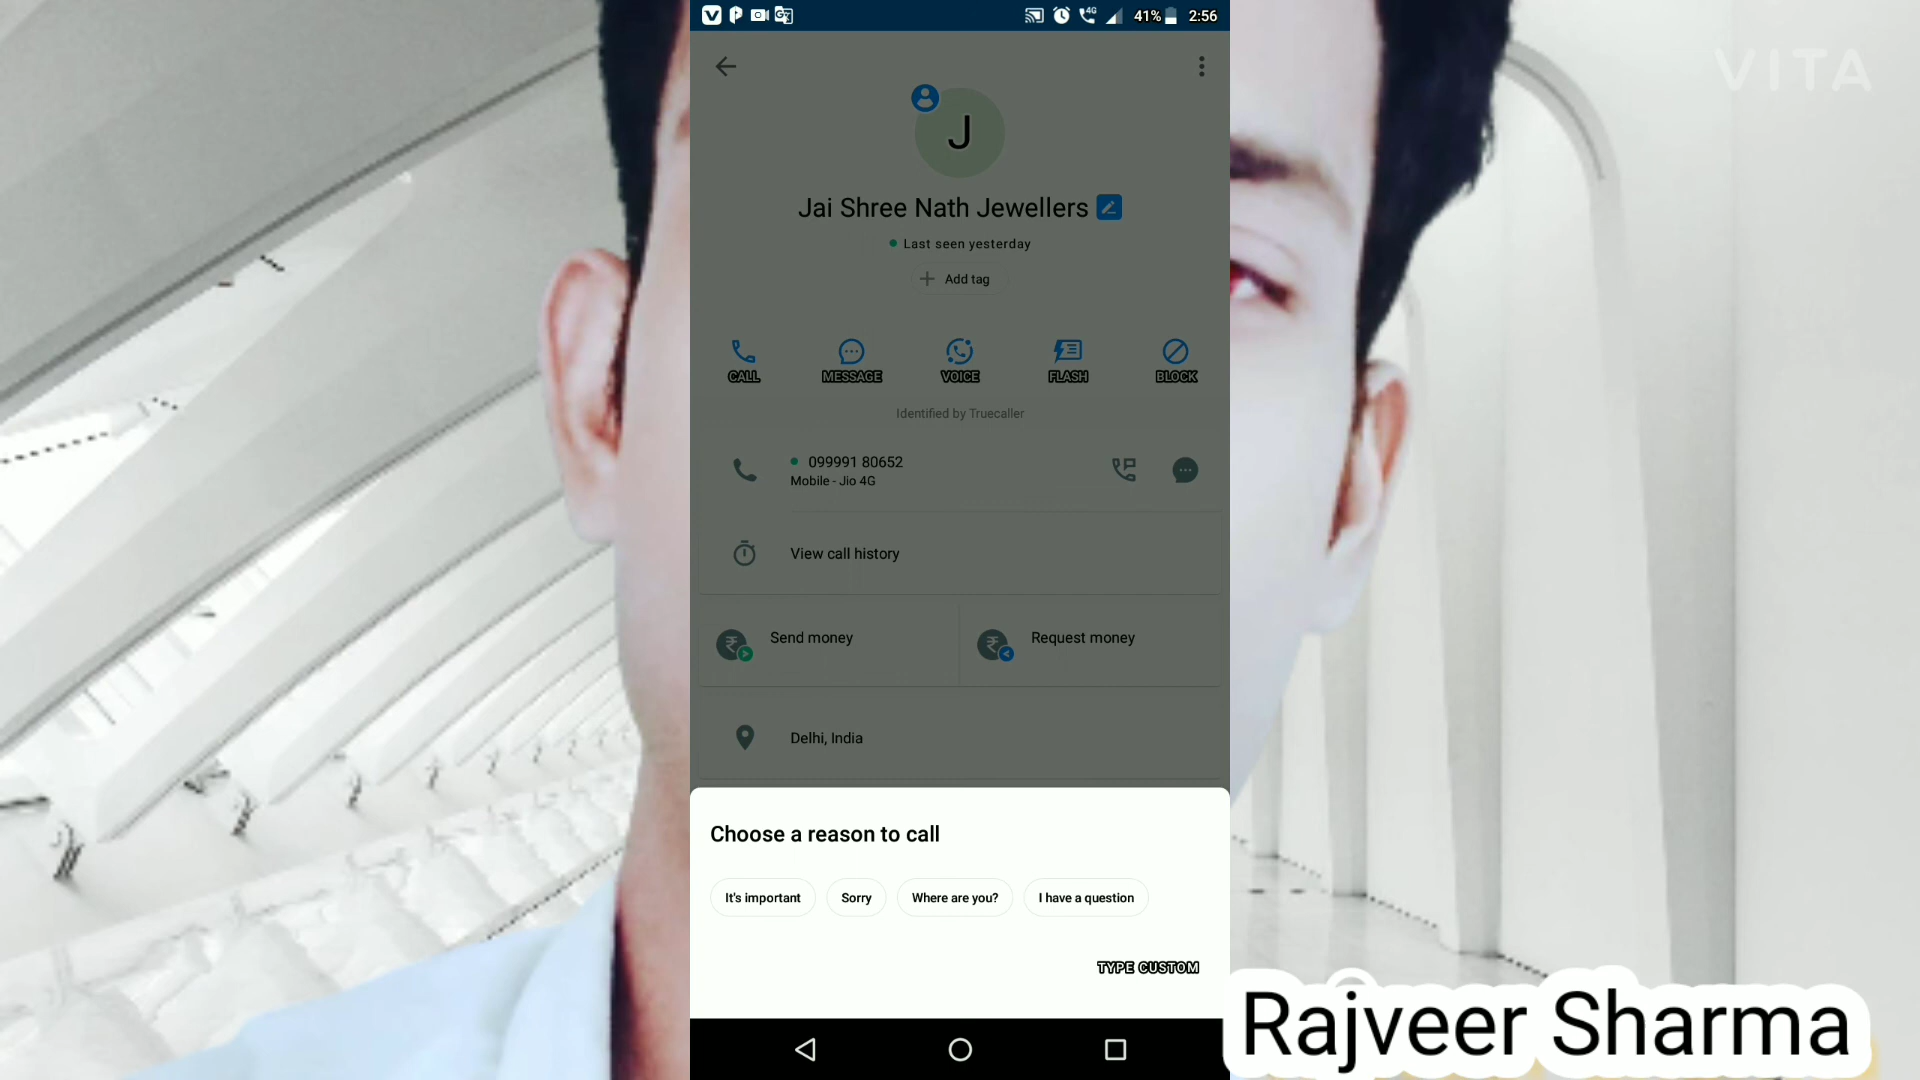 41% 2:56
VITA
J
Jai Shree Nath Jewellers
Last seen yesterday
Add tag
CALL MESSAGE VOICE FLASH BLOCK
Identified by Truecaller
099991 80652
Mobile - Jio 4G
View call history
Send money Request money
Delhi, India
Choose a reason to call
It's important Sorry Where are you? I have a question
TYPE CUSTOM
Rajveer Sharma